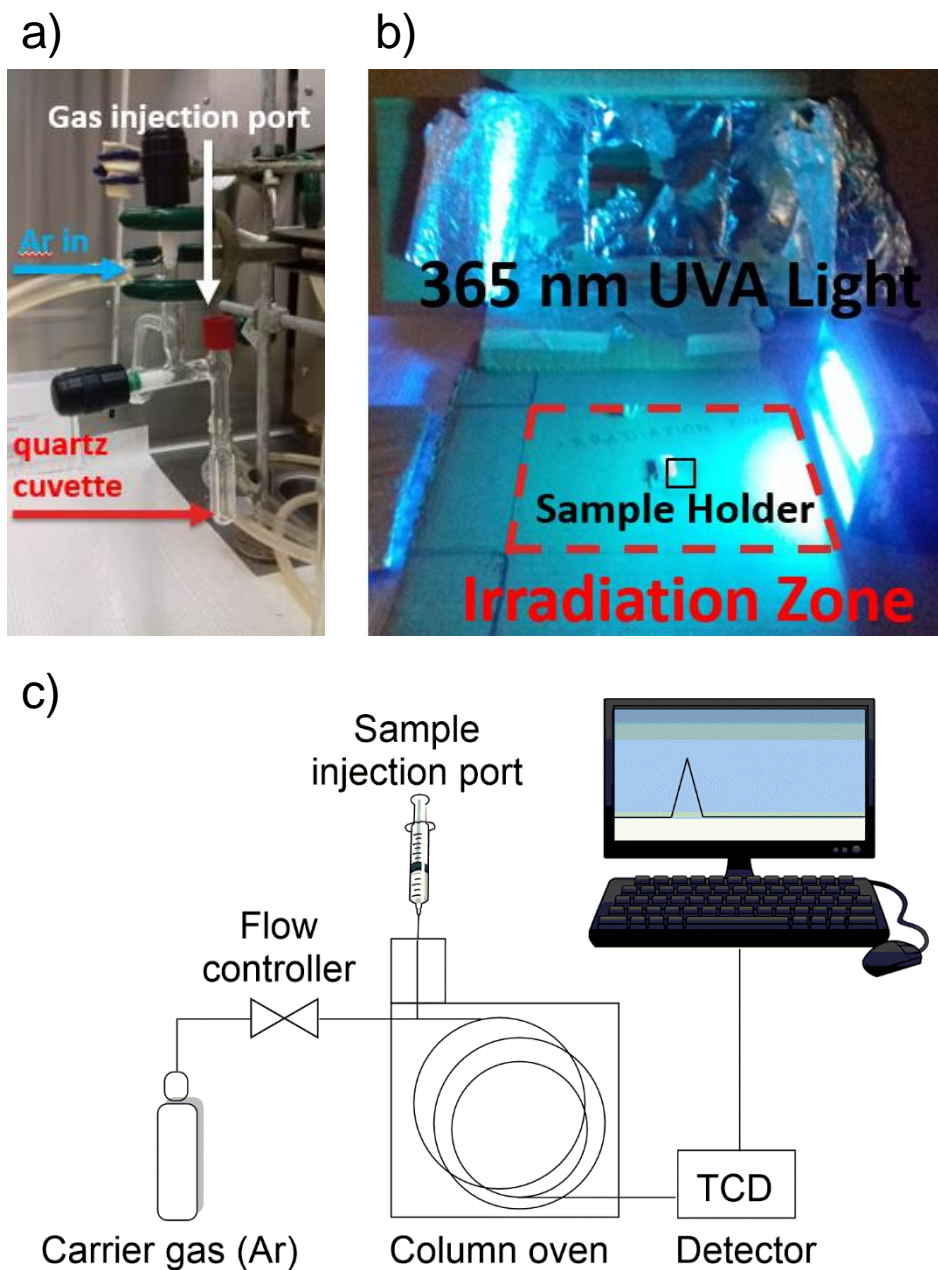 a)
b)
Gas injection port
Ar in
quartz
cuvette
365 nm UVA Light
Sample Holder
Irradiation Zone
c)
Sample
injection port
Flow
controller
TCD
Carrier gas (Ar)
Column oven
Detector